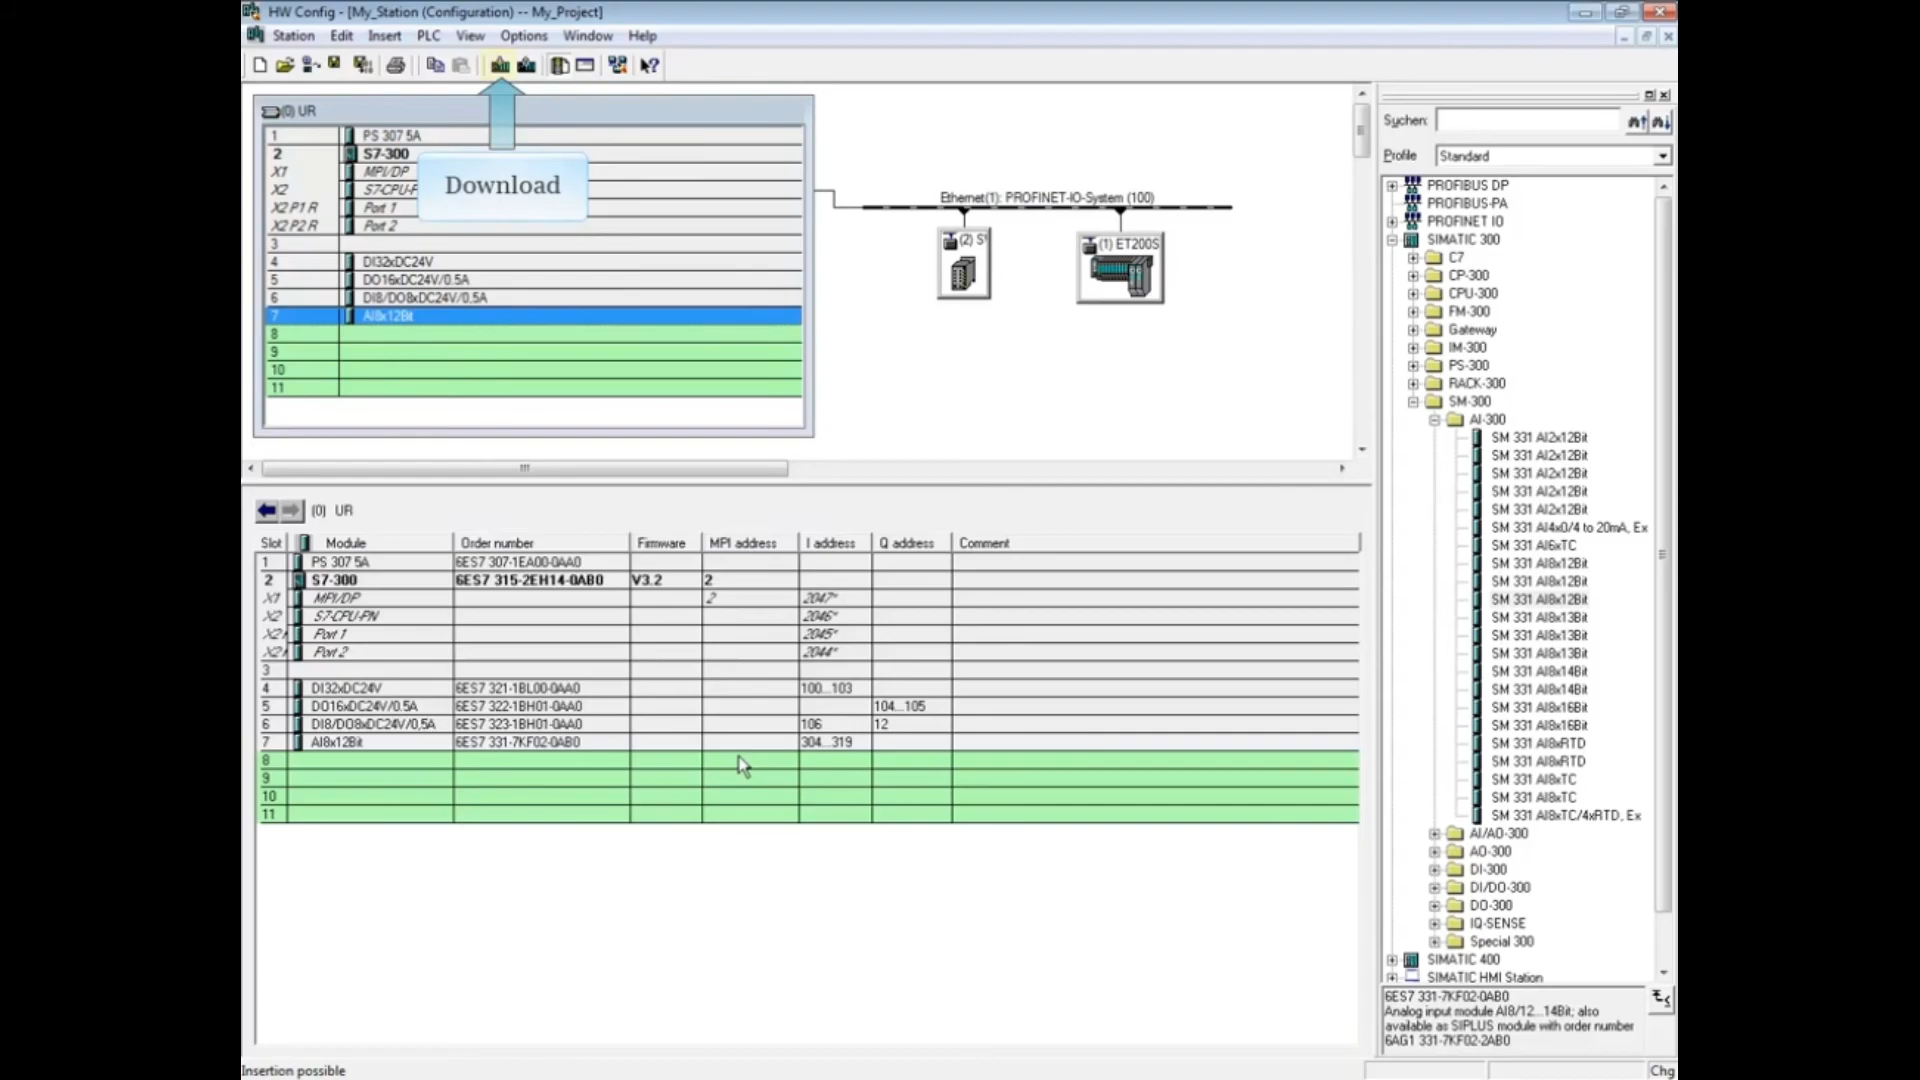 HW Config - [My_Station (Configuration) -- My_Project]
Station Edit Insert PLC View Options Window Help
(0) UR
1 PS 307 5A
2 S7-300
X1 MPI/DP
X2 S7-CPU-P
X2 P1 R Port 1
X2 P2 R Port 2
3
4 DI32xDC24V
5 DO16xDC24V/0.5A
6 DI8/DO8xDC24V/0,5A
7 AI8x12Bit
8
9
10
11
Download
Ethernet(1): PROFINET-IO-System (100)
(2) S
(1) ET200S
Suchen:
Profile Standard
PROFIBUS DP
PROFIBUS-PA
PROFINET IO
SIMATIC 300
C7
CP-300
CPU-300
FM-300
Gateway
IM-300
PS-300
RACK-300
SM-300
AI-300
SM 331 AI2x12Bit
SM 331 AI2x12Bit
SM 331 AI2x12Bit
SM 331 AI2x12Bit
SM 331 AI2x12Bit
SM 331 AI4x0/4 to 20mA, Ex
SM 331 AI6xTC
SM 331 AI8x12Bit
SM 331 AI8x12Bit
SM 331 AI8x12Bit
SM 331 AI8x13Bit
SM 331 AI8x13Bit
SM 331 AI8x13Bit
SM 331 AI8x14Bit
SM 331 AI8x14Bit
SM 331 AI8x16Bit
SM 331 AI8x16Bit
SM 331 AI8xRTD
SM 331 AI8xRTD
SM 331 AI8xTC
SM 331 AI8xTC
SM 331 AI8xTC/4xRTD, Ex
AI/AO-300
AO-300
DI-300
DI/DO-300
DO-300
IQ-SENSE
Special 300
SIMATIC 400
SIMATIC HMI Station
6ES7 331-7KF02-0AB0
Analog input module AI8/12...14Bit; also
available as SIPLUS module with order number
6AG1 331-7KF02-2AB0
(0) UR
Slot Module Order number Firmware MPI address I address Q address Comment
1 PS 307 5A 6ES7 307-1EA00-0AA0
2 S7-300 6ES7 315-2EH14-0AB0 V3.2 2
X1 MPI/DP 2 2047*
X2 S7-CPU-PN 2046*
X2 Port 1 2045*
X2 Port 2 2044*
3
4 DI32xDC24V 6ES7 321-1BL00-0AA0 100...103
5 DO16xDC24V/0.5A 6ES7 322-1BH01-0AA0 104...105
6 DI8/DO8xDC24V/0,5A 6ES7 323-1BH01-0AA0 106 12
7 AI8x12Bit 6ES7 331-7KF02-0AB0 304...319
8
9
10
11
Insertion possible
Chg